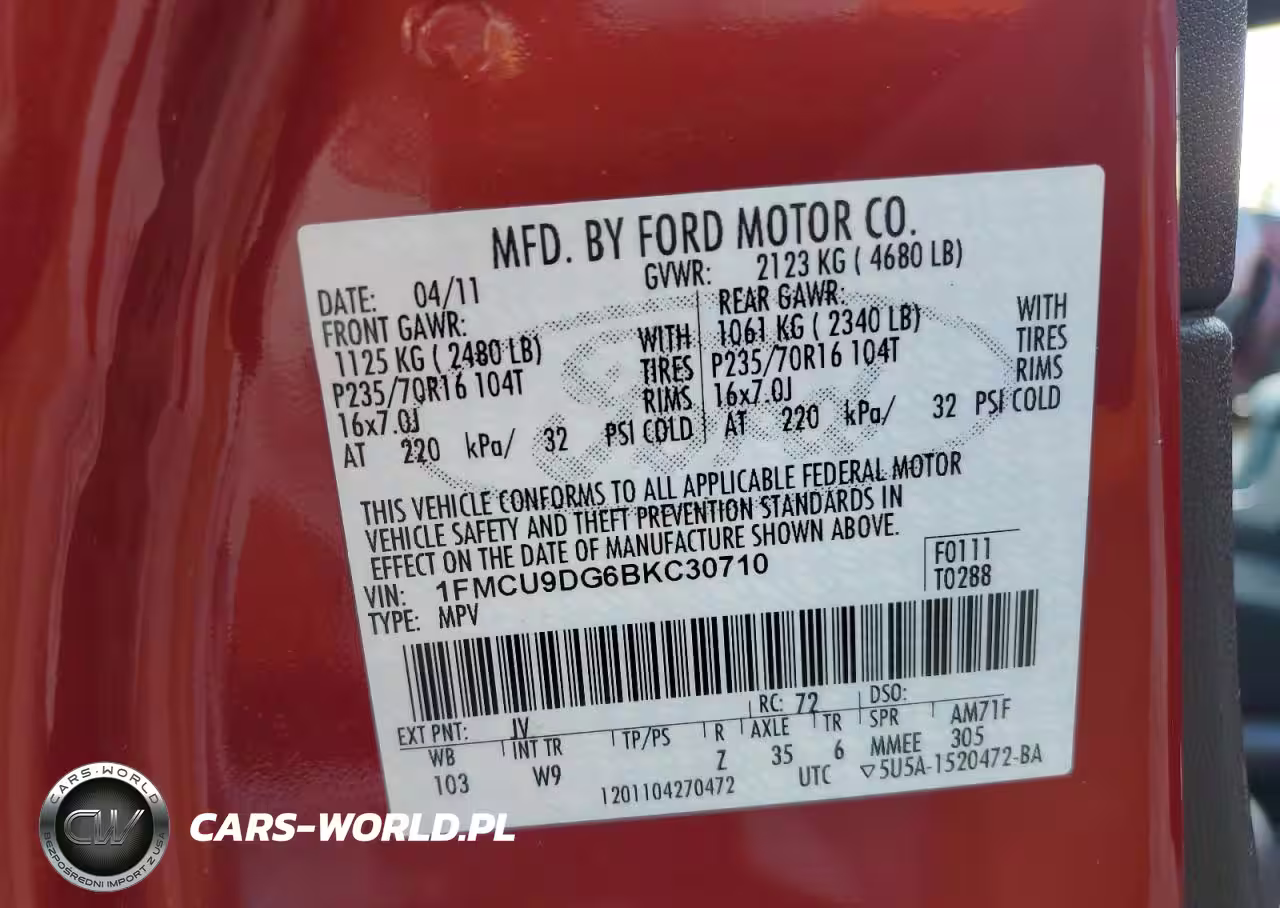 MFD. BY FORD MOTOR CO.
DATE: 04/11 GVWR: 2123 KG ( 4680 LB)
FRONT GAWR: REAR GAWR:
1125 KG ( 2480 LB) WITH 1061 KG ( 2340 LB) WITH
P235/70R16 104T TIRES P235/70R16 104T TIRES
16x7.0J RIMS 16x7.0J RIMS
AT 220 kPa/ 32 PSI COLD AT 220 kPa/ 32 PSI COLD
THIS VEHICLE CONFORMS TO ALL APPLICABLE FEDERAL MOTOR
VEHICLE SAFETY AND THEFT PREVENTION STANDARDS IN
EFFECT ON THE DATE OF MANUFACTURE SHOWN ABOVE.
VIN: 1FMCU9DG6BKC30710 F0111
TYPE: MPV T0288
EXT PNT: JV RC: 72 DSO:
WB INT TR TP/PS R AXLE TR SPR AM71F
103 W9 Z 35 6 MMEE 305
1201104270472 UTC ▽5U5A-1520472-BA
CARS-WORLD
CW
BEZPOŚREDNI IMPORT Z USA
CARS-WORLD.PL